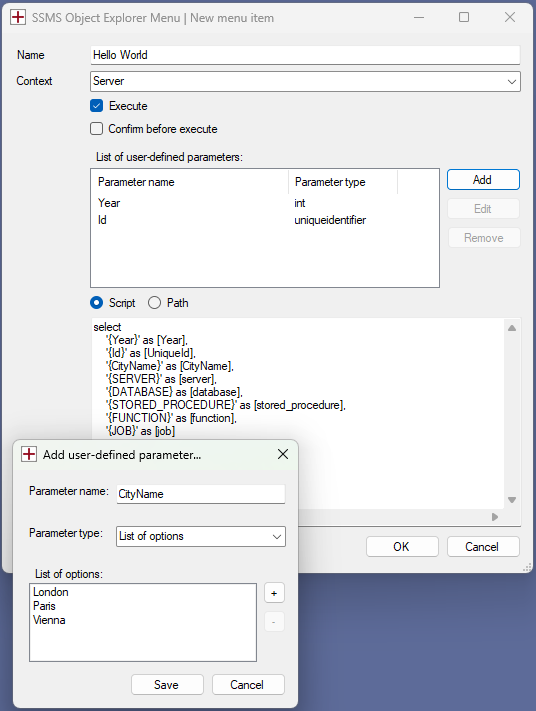 SSMS Object Explorer Menu | New menu item
Name
Hello World
Context
Server
Execute
Confirm before execute
List of user-defined parameters:
Parameter name Parameter type
Year int
Id uniqueidentifier
Add
Edit
Remove
Script Path
select
'{Year}' as [Year],
'{Id}' as [UniqueId],
'{CityName}' as [CityName],
'{SERVER}' as [server],
'{DATABASE} as [database],
'{STORED_PROCEDURE}' as [stored_procedure],
'{FUNCTION}' as [function],
'{JOB}' as [job]
OK Cancel
Add user-defined parameter...
Parameter name: CityName
Parameter type: List of options
List of options:
London
Paris
Vienna
+
-
Save Cancel